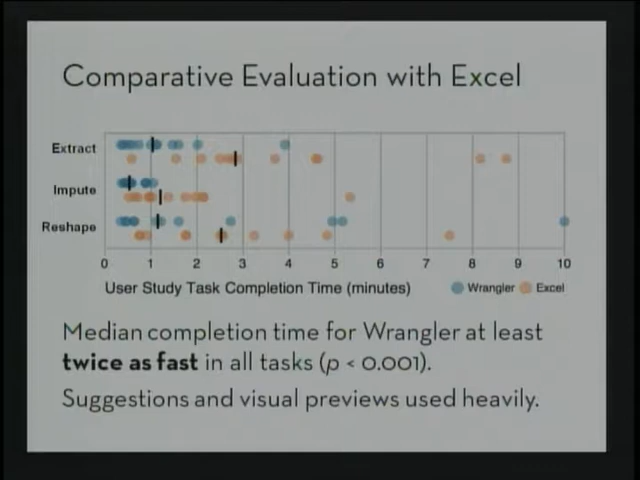 Comparative Evaluation with Excel
Extract
Impute
Reshape
0 1 2 3 4 5 6 7 8 9 10
User Study Task Completion Time (minutes)
Wrangler Excel
Median completion time for Wrangler at least
twice as fast in all tasks (p < 0.001).
Suggestions and visual previews used heavily.